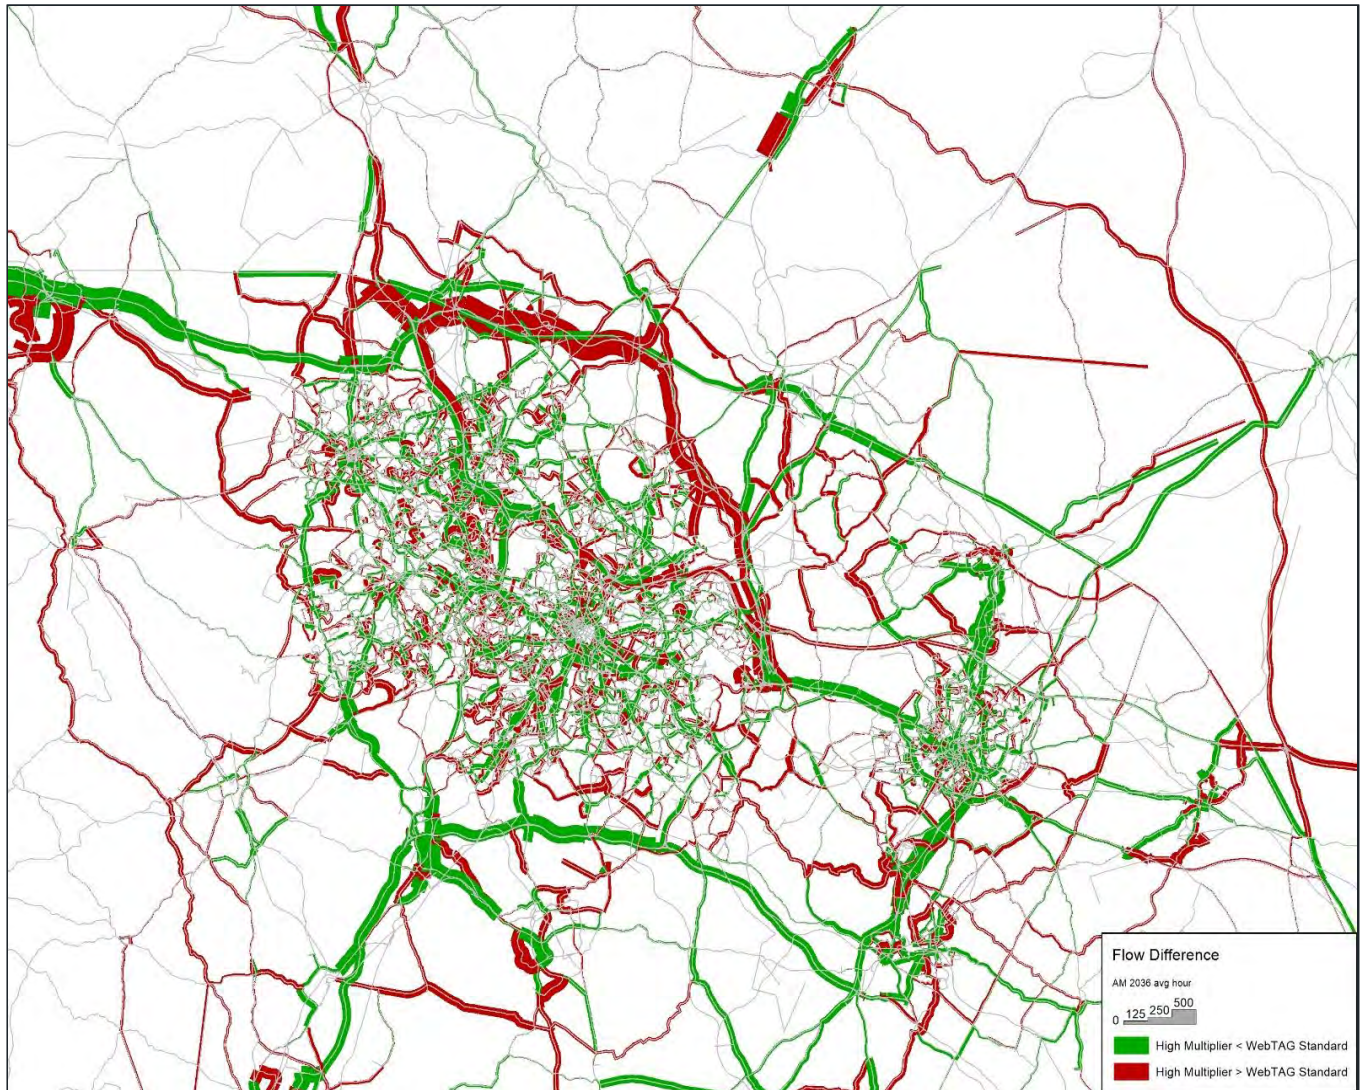 Flow Difference
AM 2036 avg hour
0 125 250 500
High Multiplier < WebTAG Standard
High Multiplier > WebTAG Standard